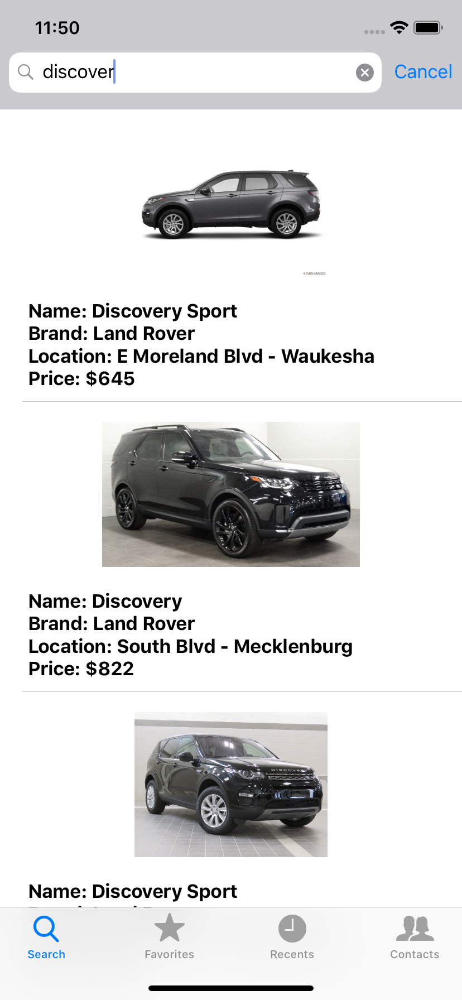 11:50
discover
Cancel
©EVOX IMAGES
Name: Discovery Sport
Brand: Land Rover
Location: E Moreland Blvd - Waukesha
Price: $645
Name: Discovery
Brand: Land Rover
Location: South Blvd - Mecklenburg
Price: $822
DISCOVERY
Name: Discovery Sport
Search
Favorites
Recents
Contacts